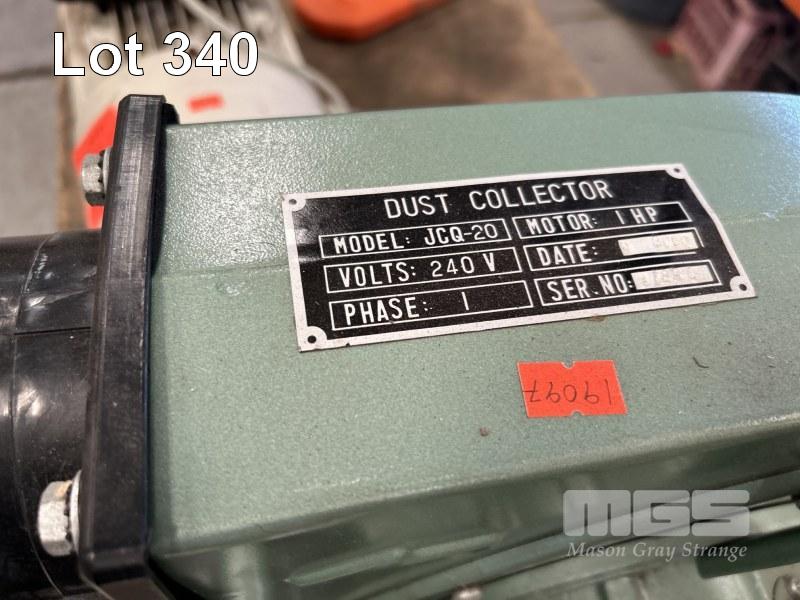 Lot 340
DUST COLLECTOR
MODEL: JCQ-20
MOTOR: 1 HP
VOLTS: 240 V
DATE:
PHASE: 1
SER.NO:
19097
MGS
Mason Gray Strange